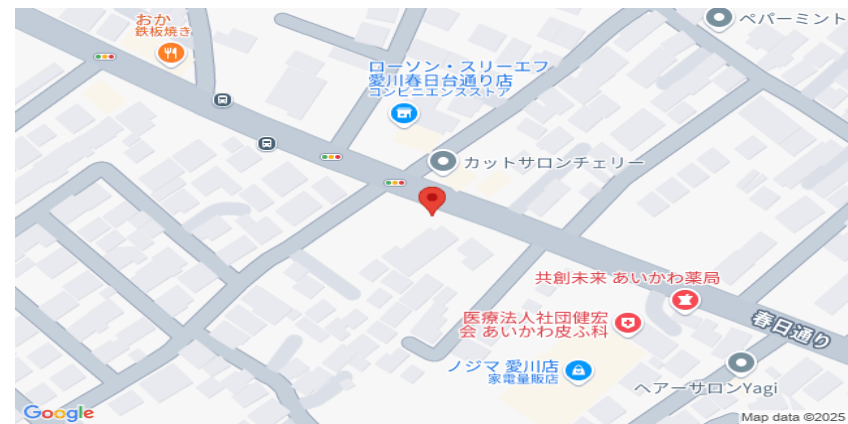 おか
鉄板焼き
ペパーミント
ローソン・スリーエフ
愛川春日台通り店
コンビニエンスストア
カットサロンチェリー
共創未来 あいかわ薬局
医療法人社団健宏
会 あいかわ皮ふ科
春日通り
ノジマ 愛川店
家電量販店
ヘアーサロンYagi
Google
Map data ©2025